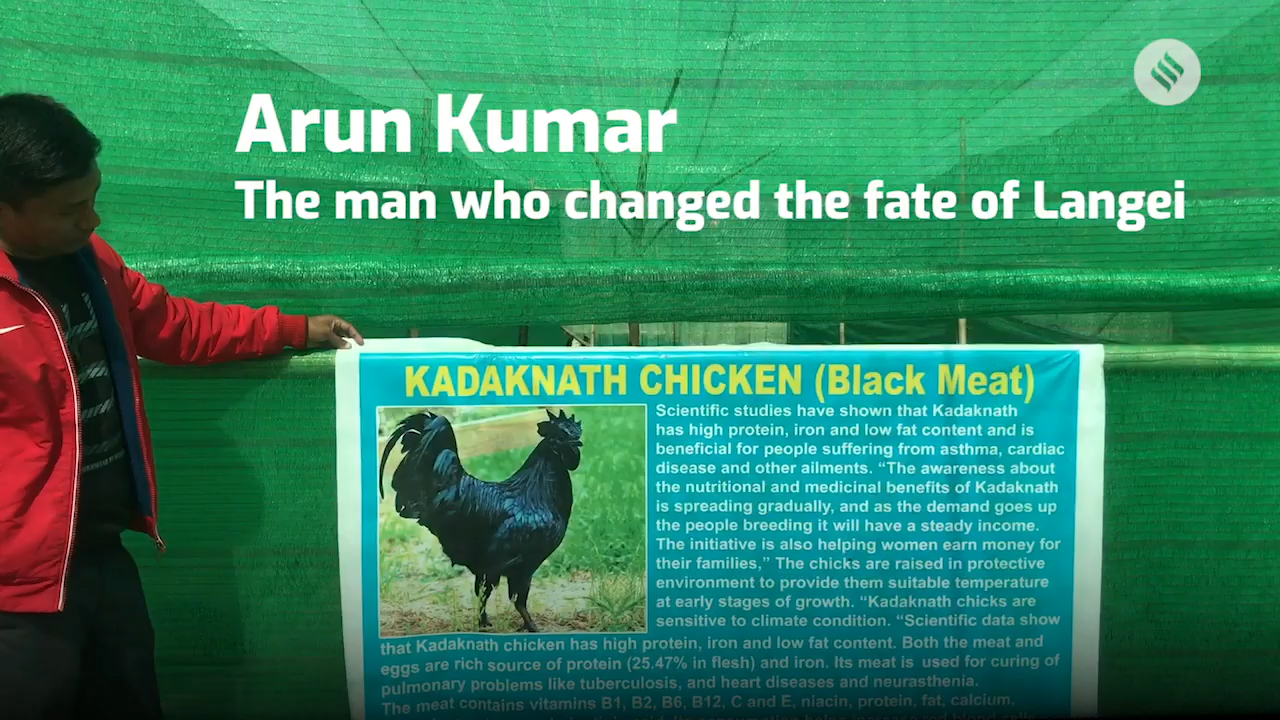 Arun Kumar
The man who changed the fate of Langei
KADAKNATH CHICKEN (Black Meat)
Scientific studies have shown that Kadaknath
has high protein, iron and low fat content and is
beneficial for people suffering from asthma, cardiac
disease and other ailments. “The awareness about
the nutritional and medicinal benefits of Kadaknath
is spreading gradually, and as the demand goes up
the people breeding it will have a steady income.
The initiative is also helping women earn money for
their families,” The chicks are raised in protective
environment to provide them suitable temperature
at early stages of growth. “Kadaknath chicks are
sensitive to climate condition. “Scientific data show
that Kadaknath chicken has high protein, iron and low fat content. Both the meat and
eggs are rich source of protein (25.47% in flesh) and iron. Its meat is used for curing of
pulmonary problems like tuberculosis, and heart diseases and neurasthenia.
The meat contains vitamins B1, B2, B6, B12, C and E, niacin, protein, fat, calcium,